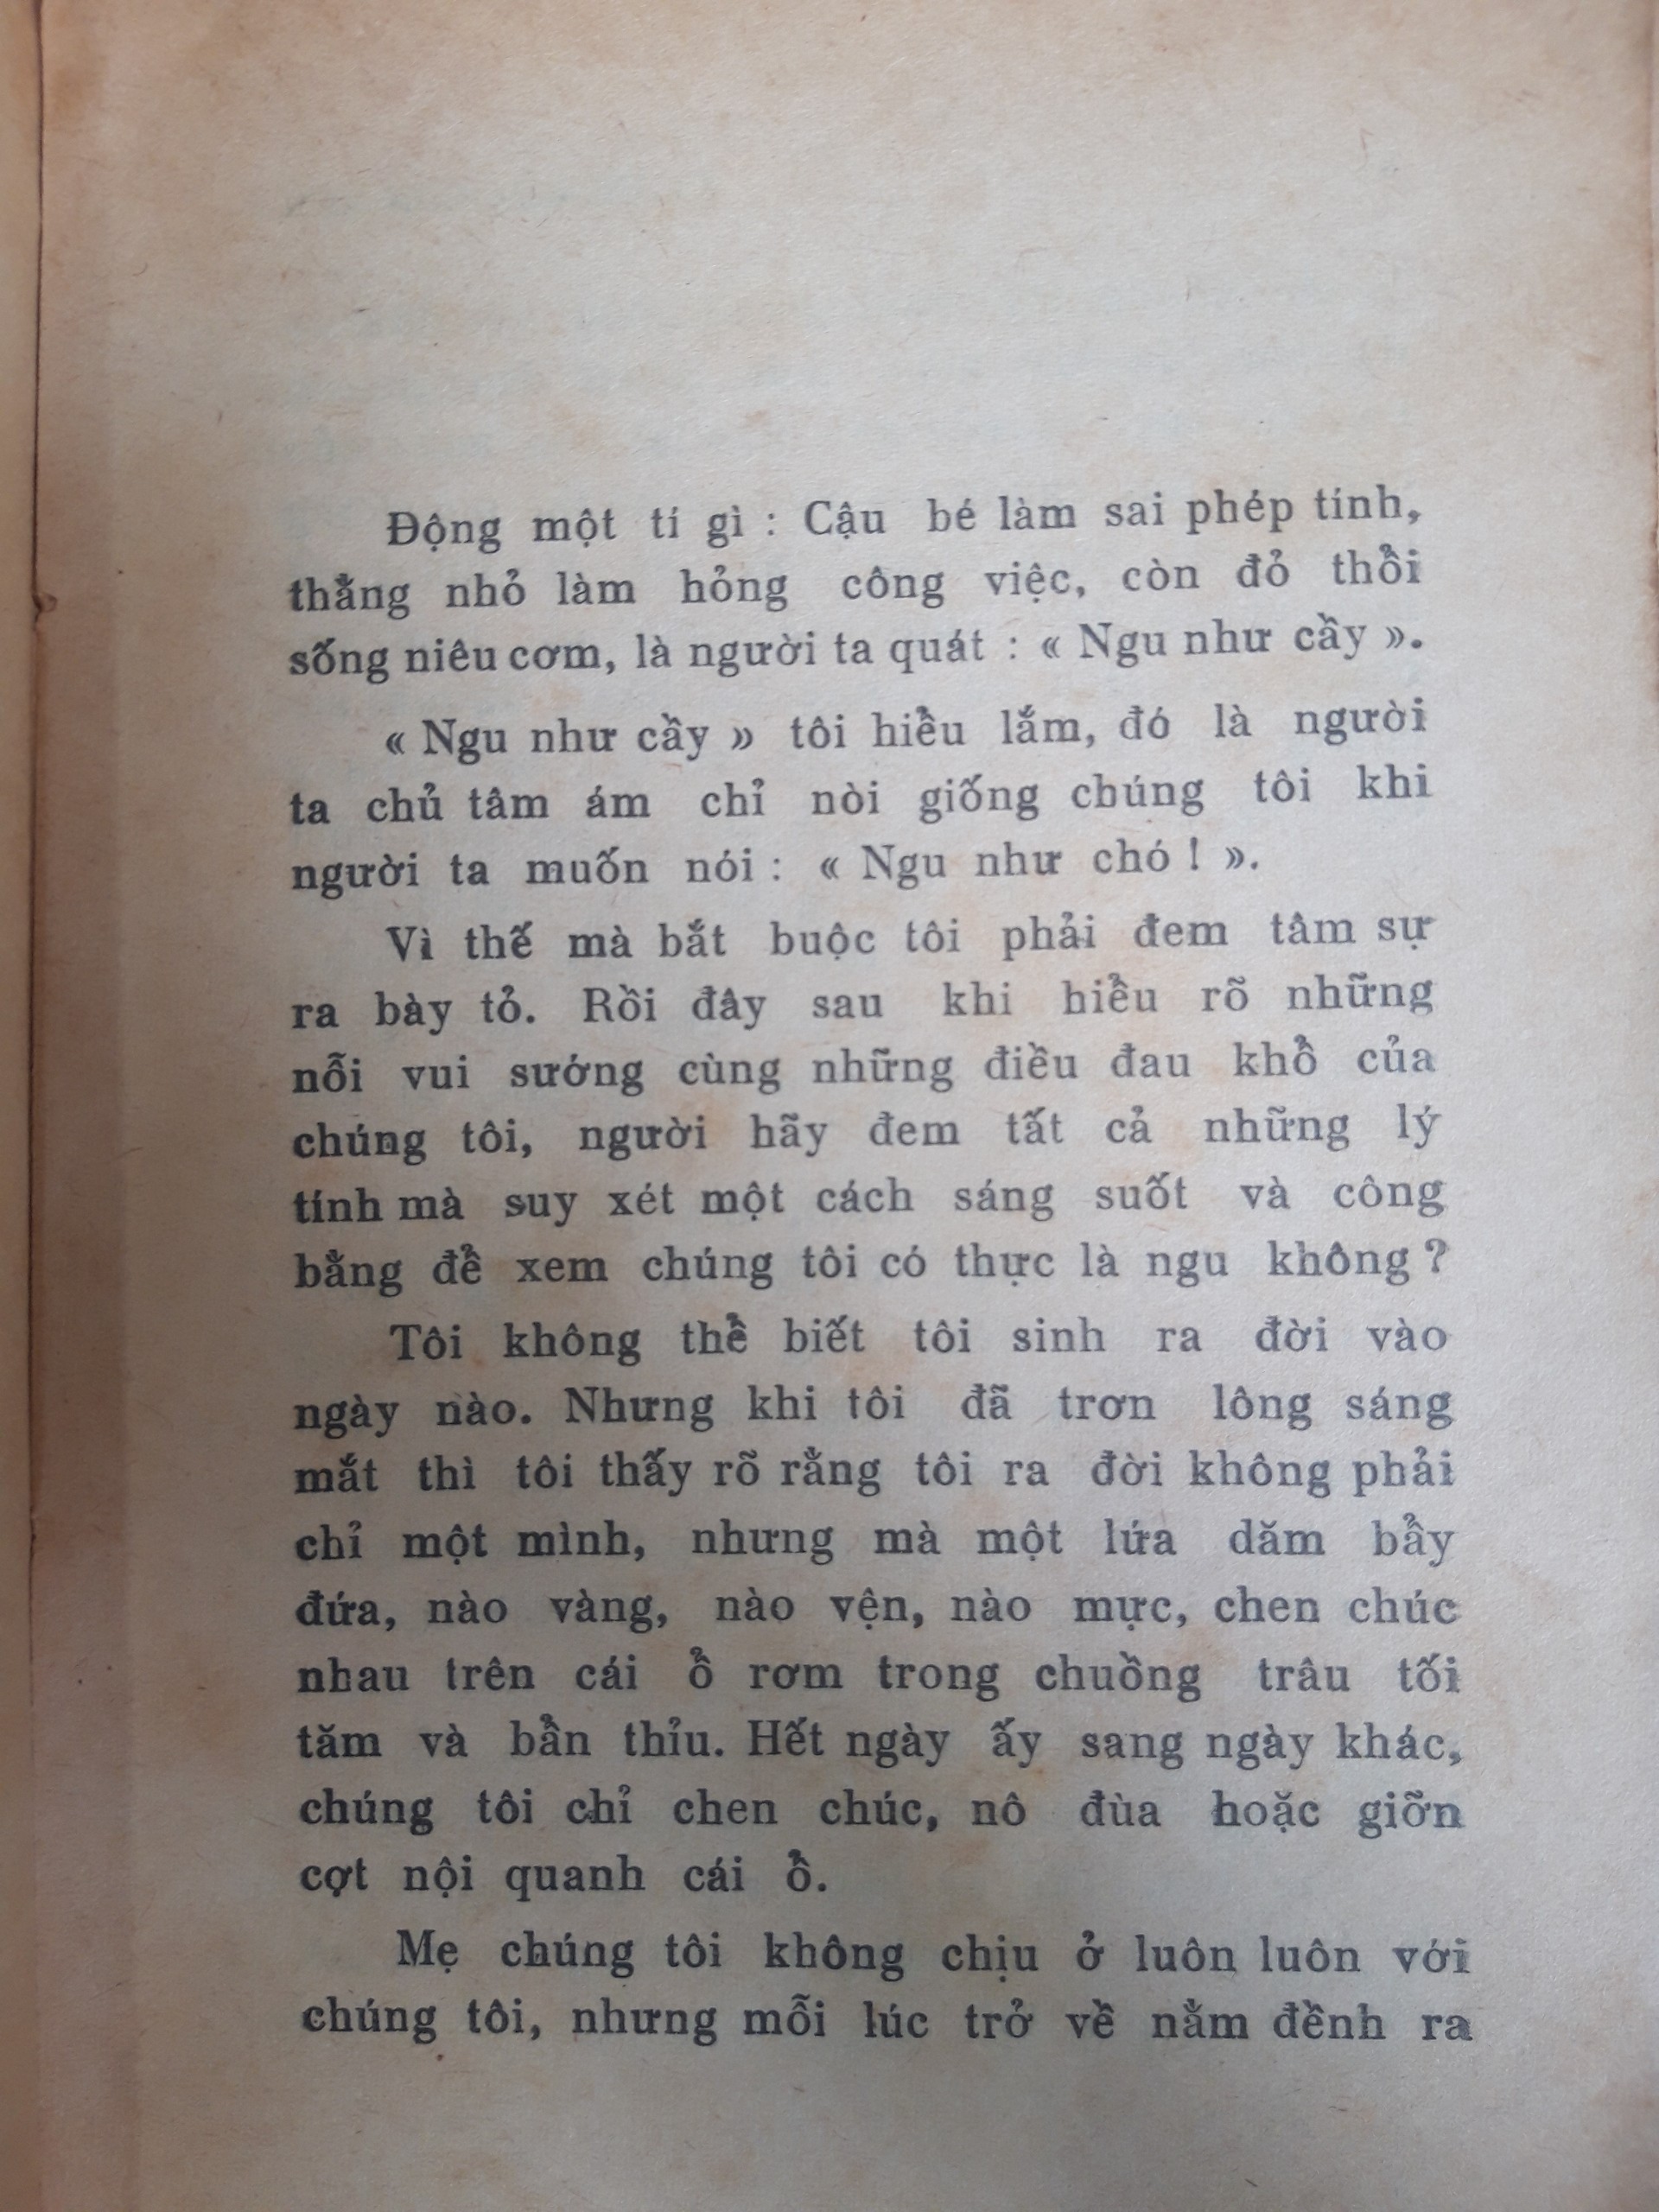 Động một tí gì : Cậu bé làm sai phép tính,
thằng nhỏ làm hỏng công việc, còn đỏ thổi
sống niêu cơm, là người ta quát : « Ngu như cầy ».
« Ngu như cầy » tôi hiểu lắm, đó là người
ta chủ tâm ám chỉ nòi giống chúng tôi khi
người ta muốn nói : « Ngu như chó ! ».
Vì thế mà bắt buộc tôi phải đem tâm sự
ra bày tỏ. Rồi đây sau khi hiểu rõ những
nỗi vui sướng cùng những điều đau khổ của
chúng tôi, người hãy đem tất cả những lý
tính mà suy xét một cách sáng suốt và công
bằng để xem chúng tôi có thực là ngu không ?
Tôi không thể biết tôi sinh ra đời vào
ngày nào. Nhưng khi tôi đã trơn lông sáng
mắt thì tôi thấy rõ rằng tôi ra đời không phải
chỉ một mình, nhưng mà một lứa dăm bẩy
đứa, nào vàng, nào vện, nào mực, chen chúc
nhau trên cái ổ rơm trong chuồng trâu tối
tăm và bẩn thỉu. Hết ngày ấy sang ngày khác,
chúng tôi chỉ chen chúc, nô đùa hoặc giỡn
cợt nội quanh cái ổ.
Mẹ chúng tôi không chịu ở luôn luôn với
chúng tôi, nhưng mỗi lúc trở về nằm đềnh ra